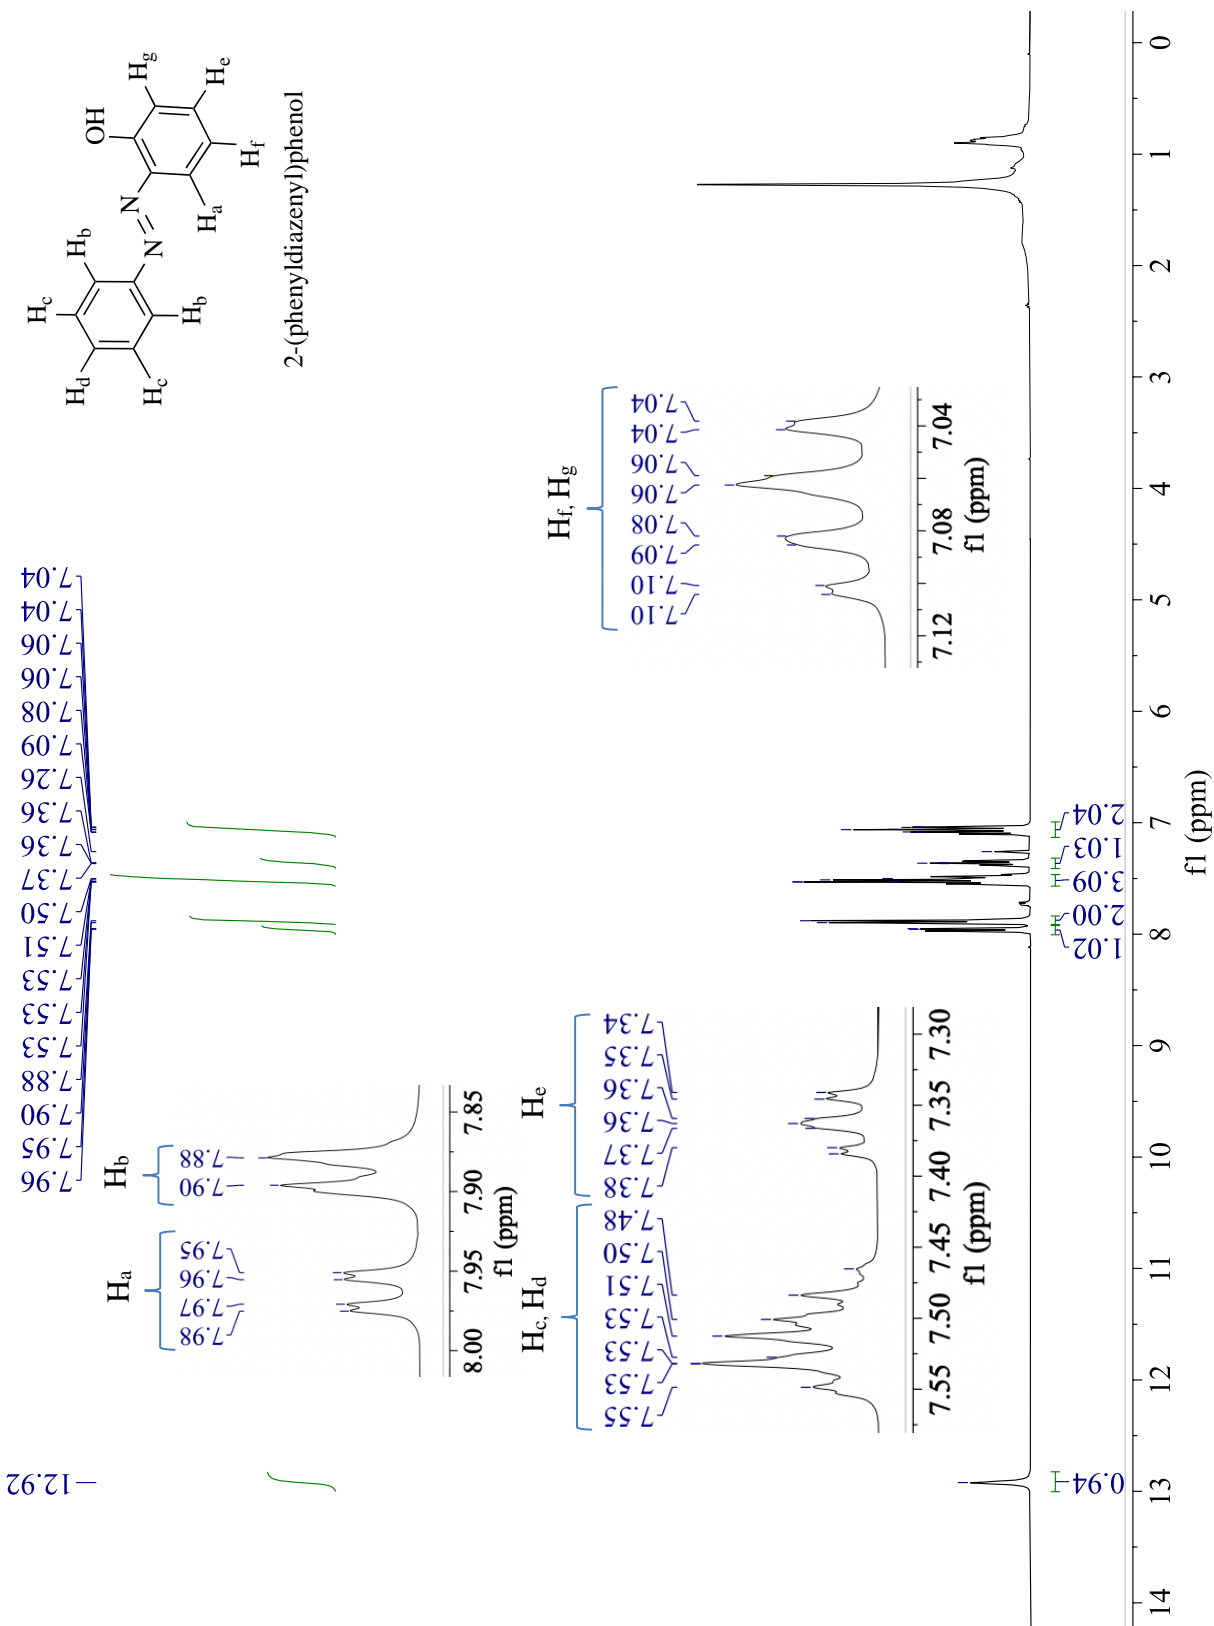 —12.92
7.96
7.95
7.90
7.88
7.53
7.53
7.53
7.51
7.50
7.37
7.36
7.36
7.26
7.09
7.08
7.06
7.06
7.04
7.04
Hd
Hc
Hc
Hb
Hb
N
N
OH
Ha
Hf
Hg
He
2-(phenyldiazenyl)phenol
Ha
Hb
7.98
7.97
7.96
7.95
7.90
7.88
8.00 7.95 7.90 7.85
f1 (ppm)
Hc, Hd
He
7.55
7.53
7.53
7.53
7.51
7.50
7.48
7.38
7.37
7.36
7.36
7.35
7.34
7.55 7.50 7.45 7.40 7.35 7.30
f1 (ppm)
Hf, Hg
7.10
7.10
7.09
7.08
7.06
7.06
7.04
7.04
7.12 7.08 7.04
f1 (ppm)
0.94
1.02
2.00
3.09
1.03
2.04
14 13 12 11 10 9 8 7 6 5 4 3 2 1 0
f1 (ppm)